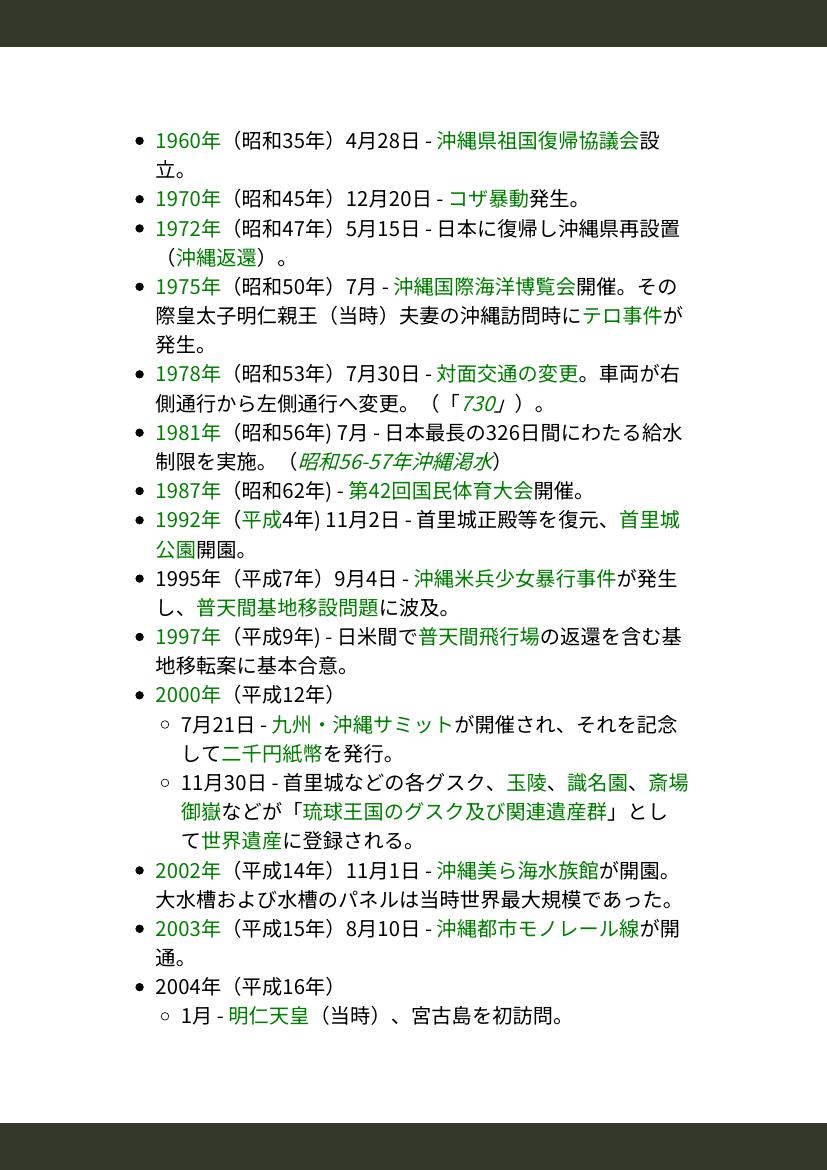 • 1960年（昭和35年）4月28日 - 沖縄県祖国復帰協議会設
立。
• 1970年（昭和45年）12月20日 - コザ暴動発生。
• 1972年（昭和47年）5月15日 - 日本に復帰し沖縄県再設置
（沖縄返還）。
• 1975年（昭和50年）7月 - 沖縄国際海洋博覧会開催。その
際皇太子明仁親王（当時）夫妻の沖縄訪問時にテロ事件が
発生。
• 1978年（昭和53年）7月30日 - 対面交通の変更。車両が右
側通行から左側通行へ変更。（「730」）。
• 1981年（昭和56年) 7月 - 日本最長の326日間にわたる給水
制限を実施。（昭和56-57年沖縄渇水）
• 1987年（昭和62年) - 第42回国民体育大会開催。
• 1992年（平成4年) 11月2日 - 首里城正殿等を復元、首里城
公園開園。
• 1995年（平成7年）9月4日 - 沖縄米兵少女暴行事件が発生
し、普天間基地移設問題に波及。
• 1997年（平成9年) - 日米間で普天間飛行場の返還を含む基
地移転案に基本合意。
• 2000年（平成12年）
○ 7月21日 - 九州・沖縄サミットが開催され、それを記念
して二千円紙幣を発行。
○ 11月30日 - 首里城などの各グスク、玉陵、識名園、斎場
御嶽などが「琉球王国のグスク及び関連遺産群」とし
て世界遺産に登録される。
• 2002年（平成14年）11月1日 - 沖縄美ら海水族館が開園。
大水槽および水槽のパネルは当時世界最大規模であった。
• 2003年（平成15年）8月10日 - 沖縄都市モノレール線が開
通。
• 2004年（平成16年）
○ 1月 - 明仁天皇（当時）、宮古島を初訪問。